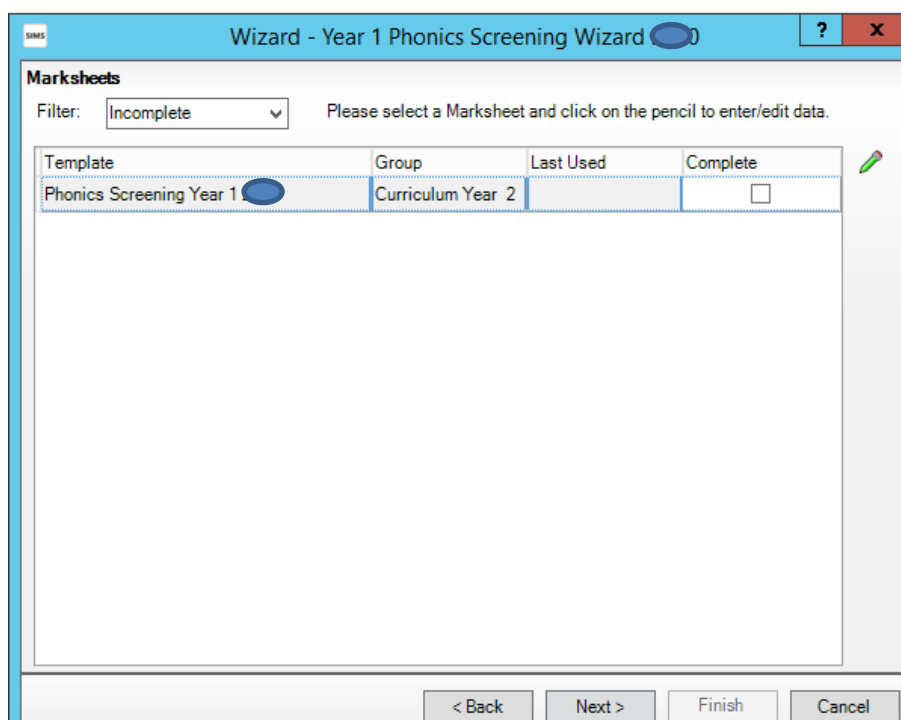 SIMS
Wizard - Year 1 Phonics Screening Wizard 0
? x
Marksheets
Filter: Incomplete Please select a Marksheet and click on the pencil to enter/edit data.
Template Group Last Used Complete
Phonics Screening Year 1 Curriculum Year 2
< Back Next > Finish Cancel